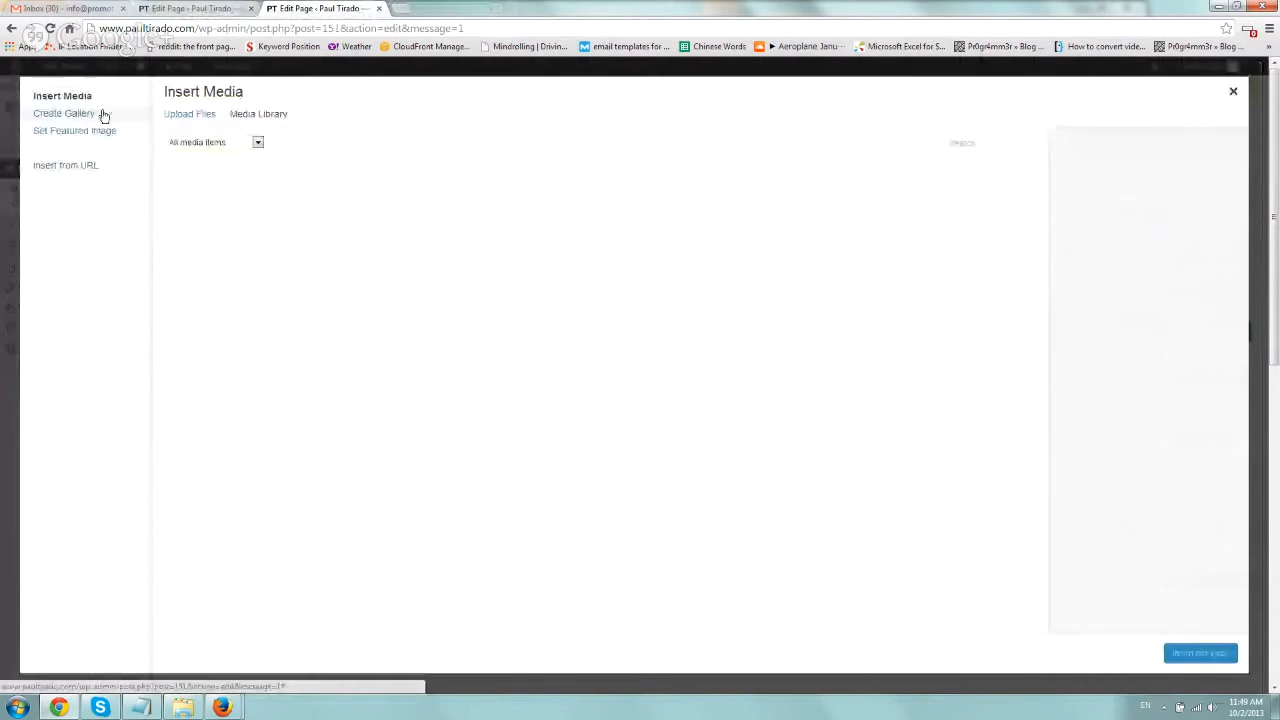 Inbox (30) - info@promot
PT Edit Page ‹ Paul Tirado
PT Edit Page ‹ Paul Tirado —
www.paultirado.com/wp-admin/post.php?post=151&action=edit&message=1
reddit: the front pag...
Keyword Position
Yahoo!
Weather
CloudFront Manage...
Mindrolling | Divin...
email templates for ...
Chinese Words
Aeroplane Janu...
Microsoft Excel for S...
Pr0gr4mm3r » Blog ...
How to convert vide...
Pr0gr4mm3r » Blog ...
Insert Media
Create Gallery
Set Featured Image
Insert from URL
Insert Media
Upload Files
Media Library
All media items
Search
EN
11:49 AM
10/2/2013